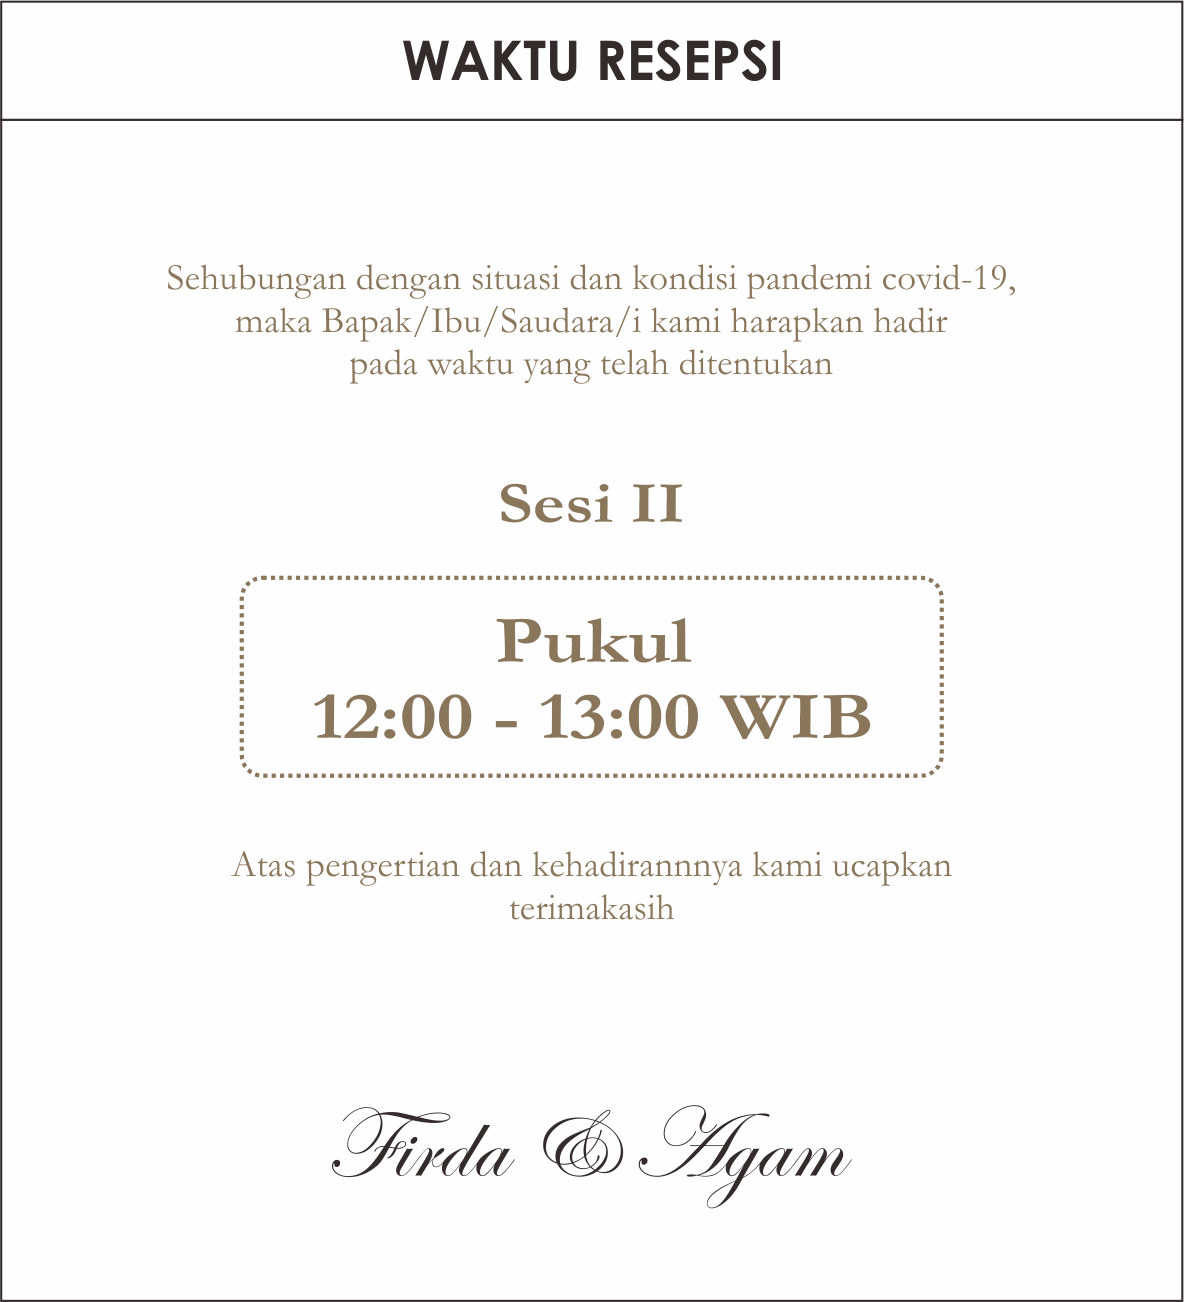 WAKTU RESEPSI
Sehubungan dengan situasi dan kondisi pandemi covid-19,
maka Bapak/Ibu/Saudara/i kami harapkan hadir
pada waktu yang telah ditentukan
Sesi II
Pukul
12:00 - 13:00 WIB
Atas pengertian dan kehadirannnya kami ucapkan
terimakasih
Firda & Agam